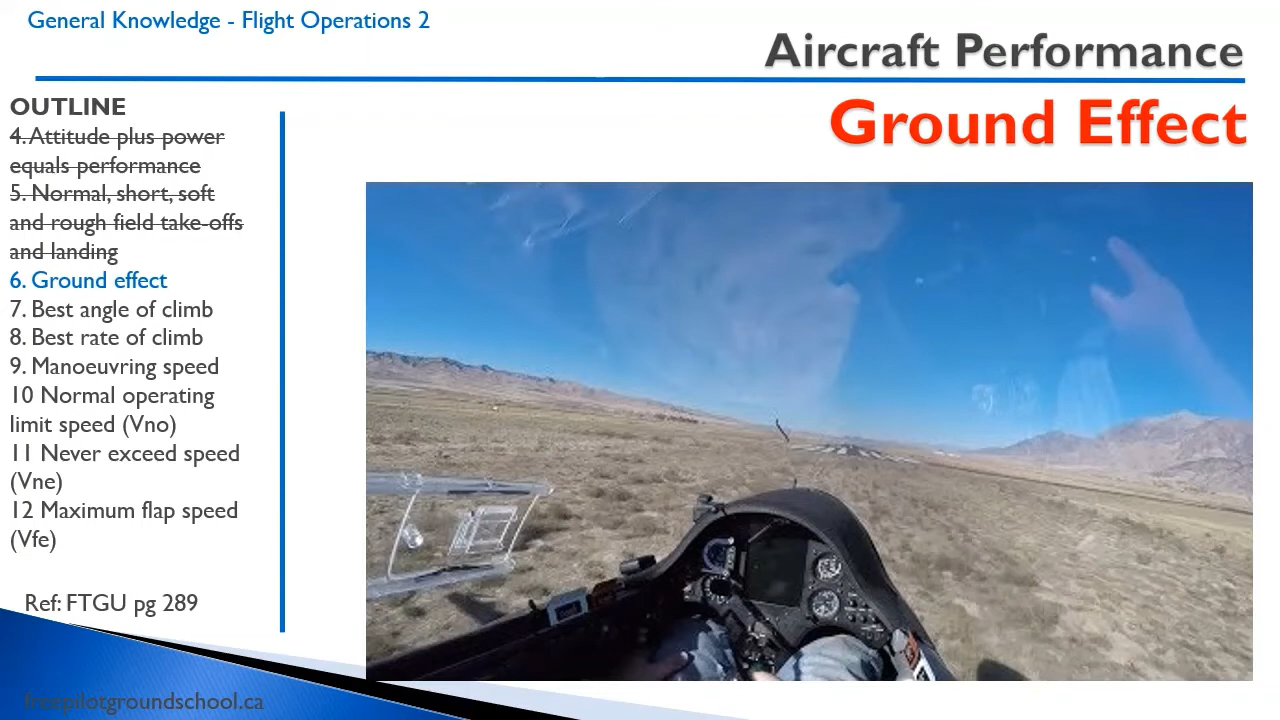 General Knowledge - Flight Operations 2
Aircraft Performance
Ground Effect
OUTLINE
4. Attitude plus power
equals performance
5. Normal, short, soft
and rough field take-offs
and landing
6. Ground effect
7. Best angle of climb
8. Best rate of climb
9. Manoeuvring speed
10 Normal operating
limit speed (Vno)
11 Never exceed speed
(Vne)
12 Maximum flap speed
(Vfe)
Ref: FTGU pg 289
freepilotgroundschool.ca